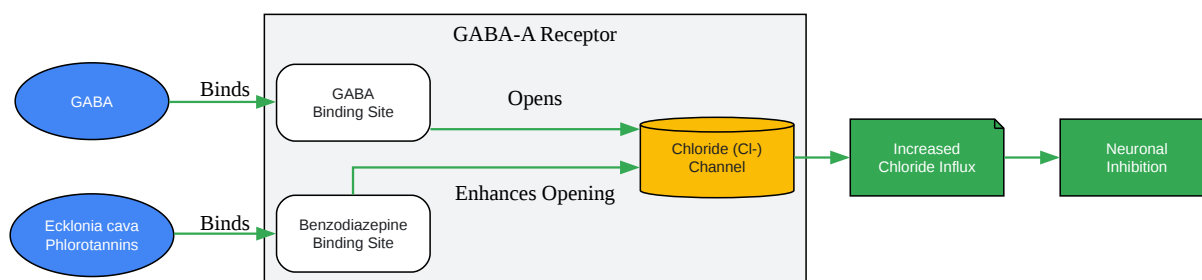 GABA-A Receptor
GABA
Binds
GABA
Binding Site
Opens
Chloride (Cl-)
Channel
Increased
Chloride Influx
Neuronal
Inhibition
Enhances Opening
Ecklonia cava
Phlorotannins
Binds
Benzodiazepine
Binding Site